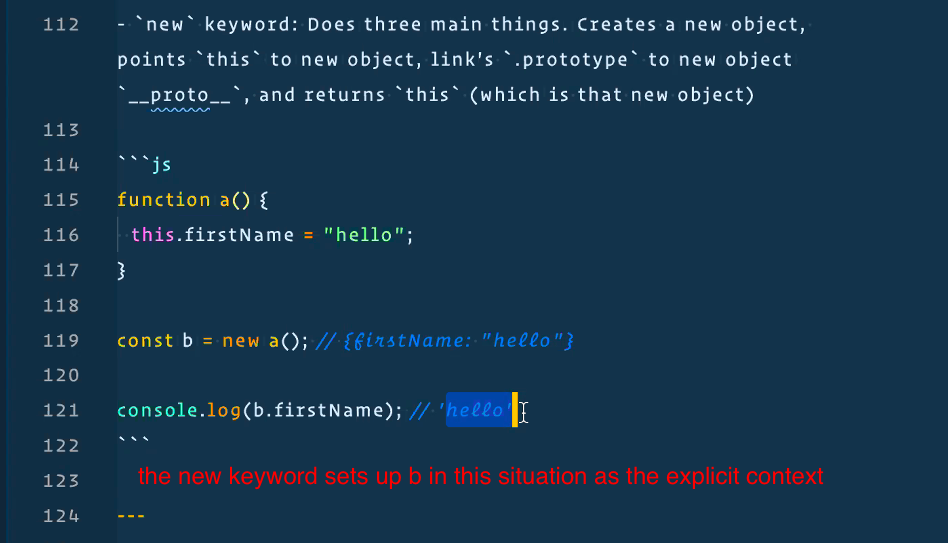 112 - `new` keyword: Does three main things. Creates a new object,
points `this` to new object, link's `.prototype` to new object
`__proto__`, and returns `this` (which is that new object)
113
114 ```js
115 function a() {
116 this.firstName = "hello";
117 }
118
119 const b = new a(); // {firstName: "hello"}
120
121 console.log(b.firstName); // 'hello'
122 ```
123 the new keyword sets up b in this situation as the explicit context
124 ---